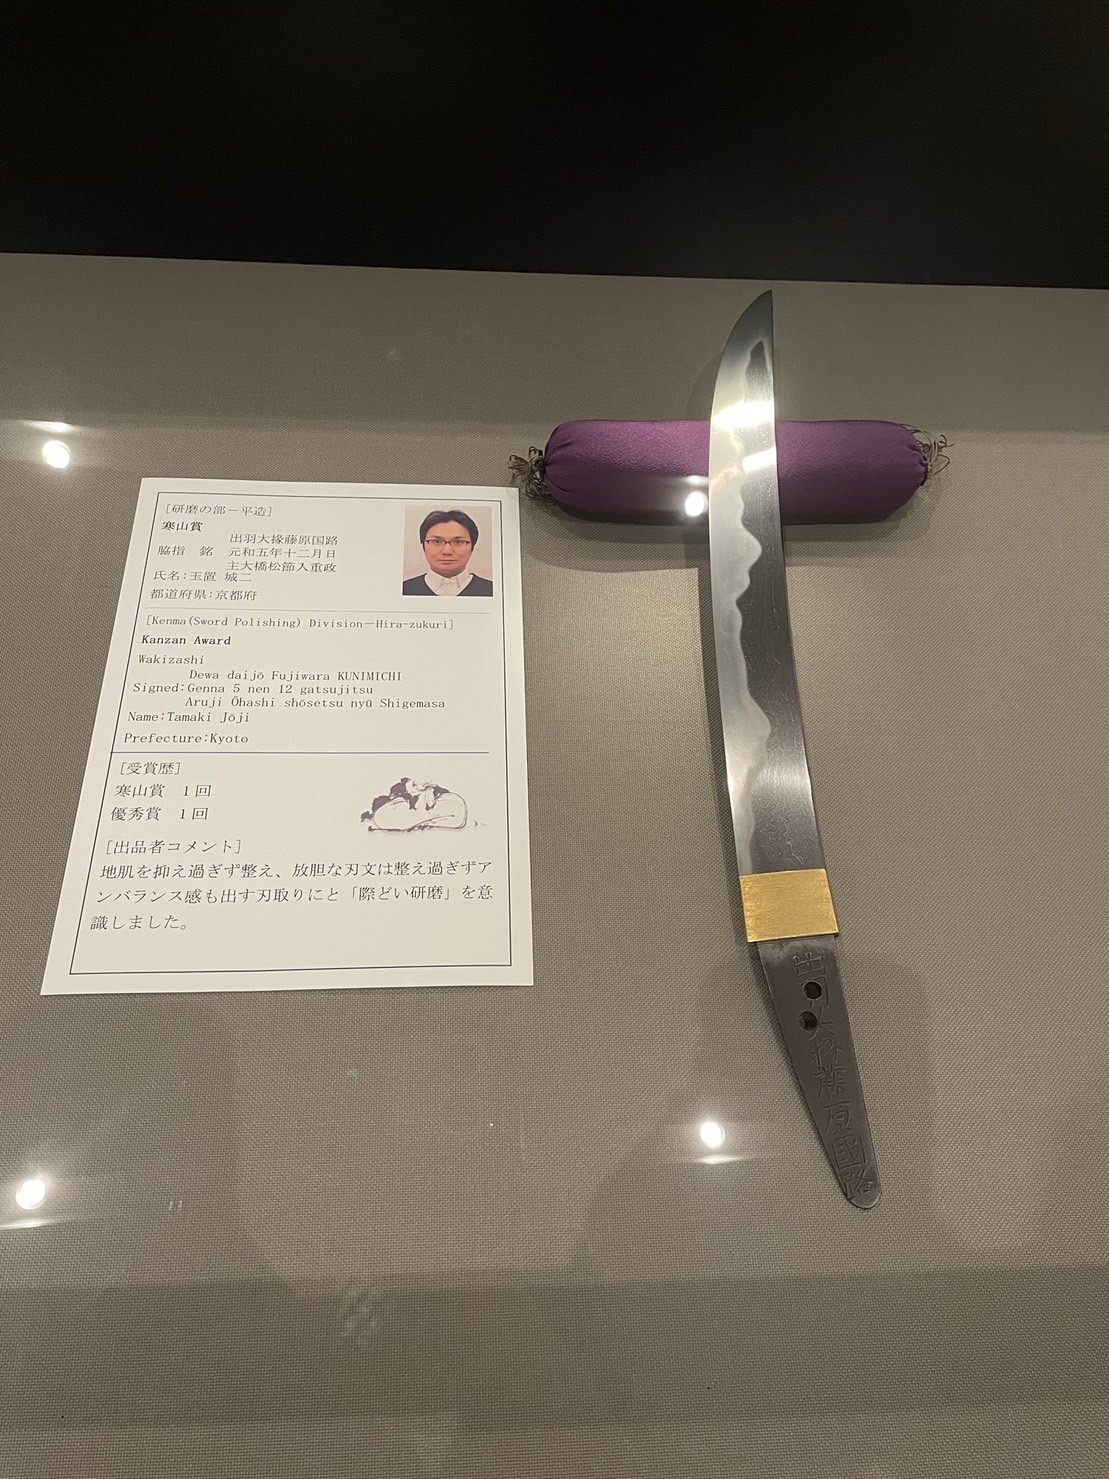 [研磨の部－平造]
寒山賞
出羽大掾藤原国路
脇指　銘　元和五年十二月日
主大橋松節入重政
氏名：玉置 城二
都道府県：京都府
[Kenma(Sword Polishing) Division－Hira-zukuri]
Kanzan Award
Wakizashi
Dewa daijō Fujiwara KUNIMICHI
Signed:Genna 5 nen 12 gatsujitsu
Aruji Ōhashi shōsetsu nyū Shigemasa
Name:Tamaki Jōji
Prefecture:Kyoto
[受賞歴]
寒山賞　1回
優秀賞　1回
[出品者コメント]
地肌を抑え過ぎず整え、放胆な刃文は整え過ぎずア
ンバランス感も出す刃取りにと「際どい研磨」を意
識しました。
出羽大掾藤原國路